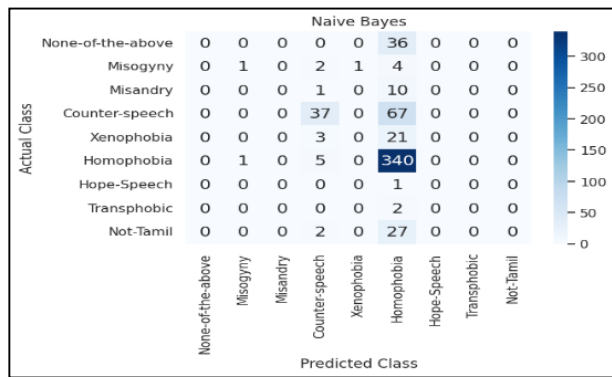 Naive Bayes
None-of-the-above 0 0 0 0 0 36 0 0 0
Misogyny 0 1 0 2 1 4 0 0 0
Misandry 0 0 0 1 0 10 0 0 0
Counter-speech 0 0 0 37 0 67 0 0 0
Xenophobia 0 0 0 3 0 21 0 0 0
Homophobia 0 1 0 5 0 340 0 0 0
Hope-Speech 0 0 0 0 0 1 0 0 0
Transphobic 0 0 0 0 0 2 0 0 0
Not-Tamil 0 0 0 2 0 27 0 0 0
Actual Class
None-of-the-above
Misogyny
Misandry
Counter-speech
Xenophobia
Homophobia
Hope-Speech
Transphobic
Not-Tamil
Predicted Class
300
250
200
150
100
50
0